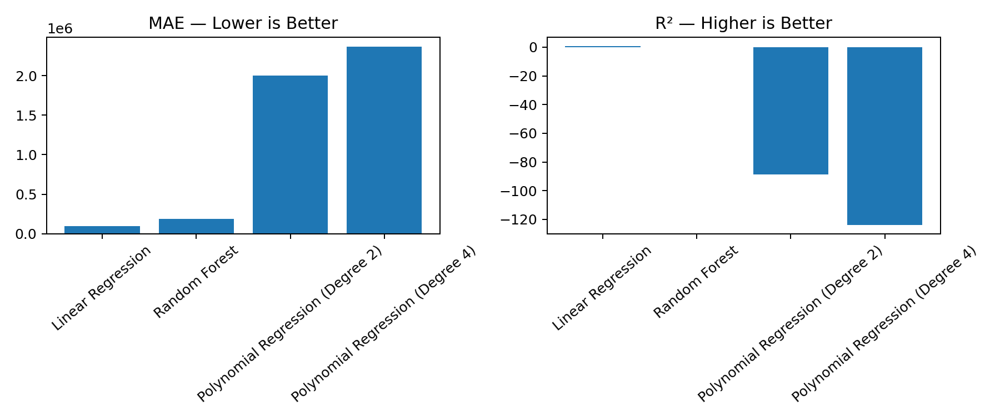 MAE — Lower is Better
1e6
2.0
1.5
1.0
0.5
0.0
Linear Regression
Random Forest
Polynomial Regression (Degree 2)
Polynomial Regression (Degree 4)
R² — Higher is Better
0
−20
−40
−60
−80
−100
−120
Linear Regression
Random Forest
Polynomial Regression (Degree 2)
Polynomial Regression (Degree 4)